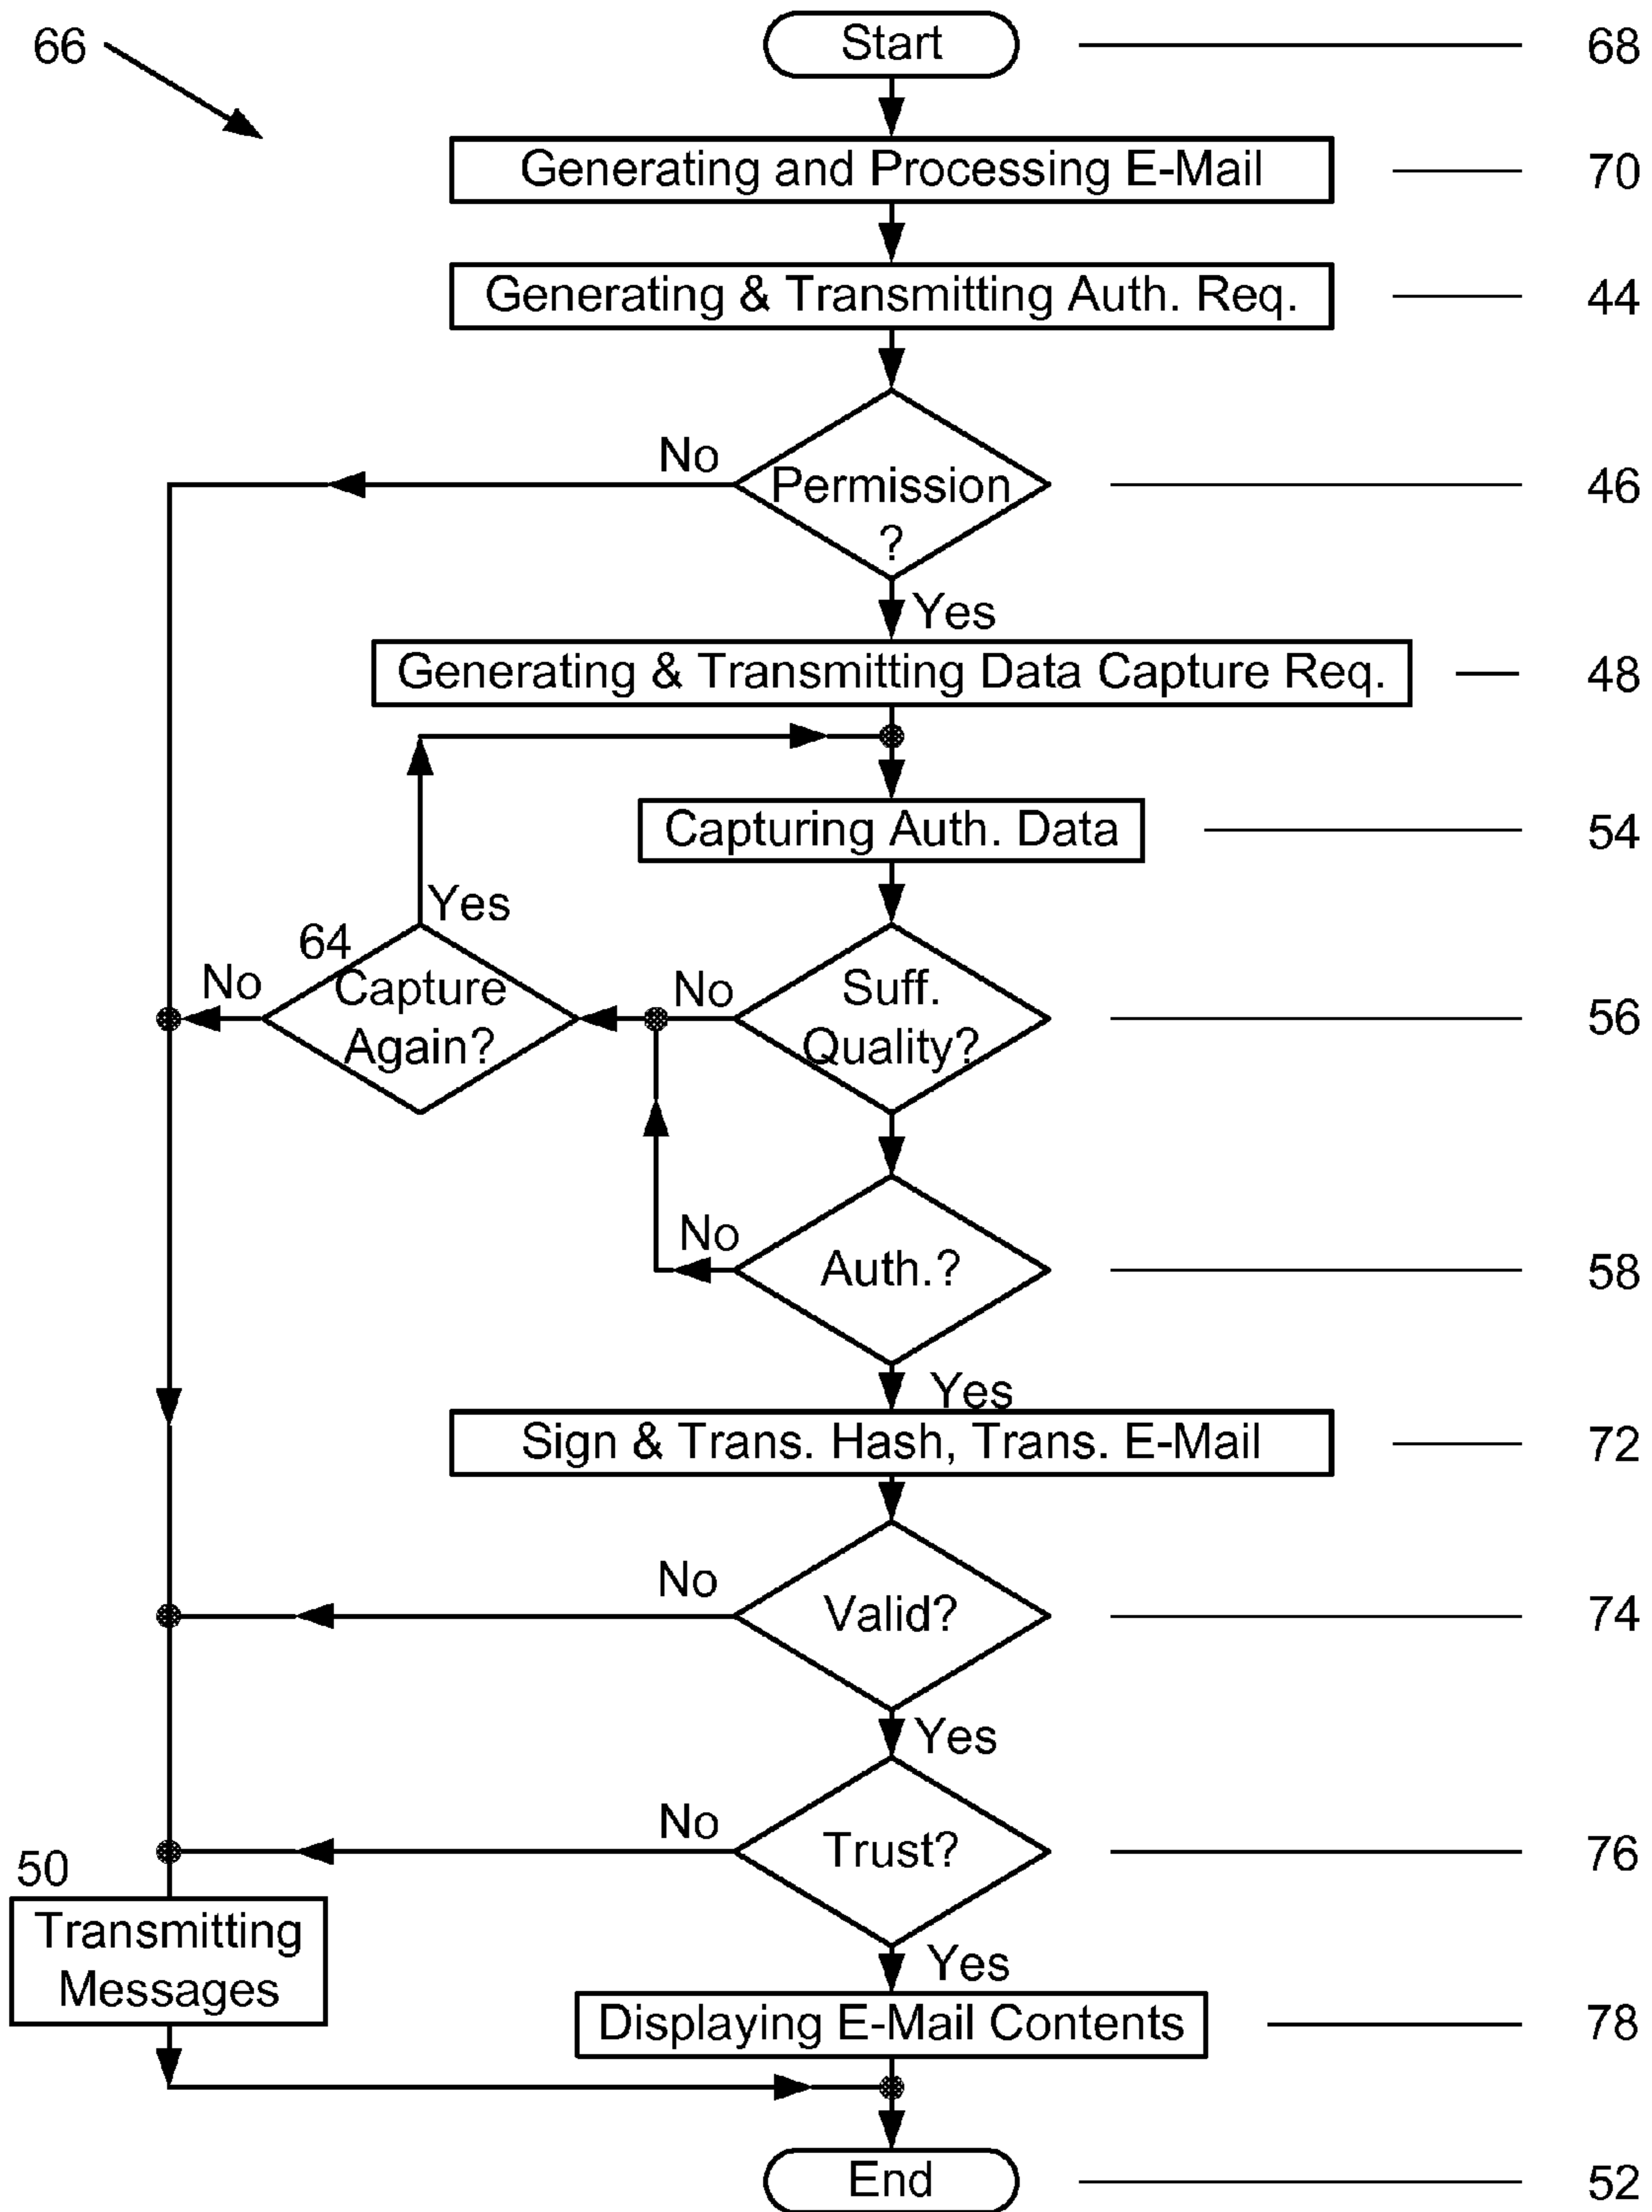 66
Start
68
Generating and Processing E-Mail
70
Generating & Transmitting Auth. Req.
44
No
Permission
?
46
Yes
Generating & Transmitting Data Capture Req.
48
Capturing Auth. Data
54
Yes
64
No
Capture
Again?
No
Suff.
Quality?
56
No
Auth.?
58
Yes
Sign & Trans. Hash, Trans. E-Mail
72
No
Valid?
74
Yes
No
Trust?
76
50
Transmitting
Messages
Yes
Displaying E-Mail Contents
78
End
52